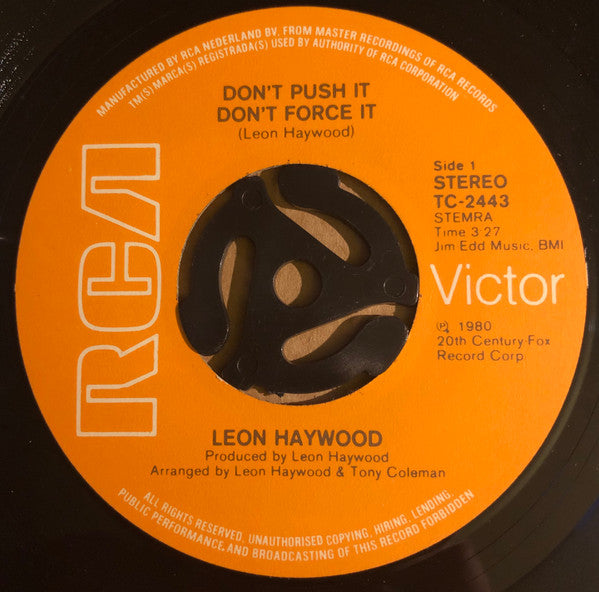 MANUFACTURED BY RCA NEDERLAND BV. FROM MASTER RECORDINGS OF RCA RECORDS
TM(S) MARCA(S) REGISTRADA(S) USED BY AUTHORITY OF RCA CORPORATION
DON'T PUSH IT
DON'T FORCE IT
(Leon Haywood)
RCA
Side 1
STEREO
TC-2443
STEMRA
Time 3 27
Jim Edd Music, BMI
Victor
℗ 1980
20th Century-Fox
Record Corp
LEON HAYWOOD
Produced by Leon Haywood
Arranged by Leon Haywood & Tony Coleman
ALL RIGHTS RESERVED, UNAUTHORISED COPYING, HIRING, LENDING,
PUBLIC PERFORMANCE, AND BROADCASTING OF THIS RECORD FORBIDDEN